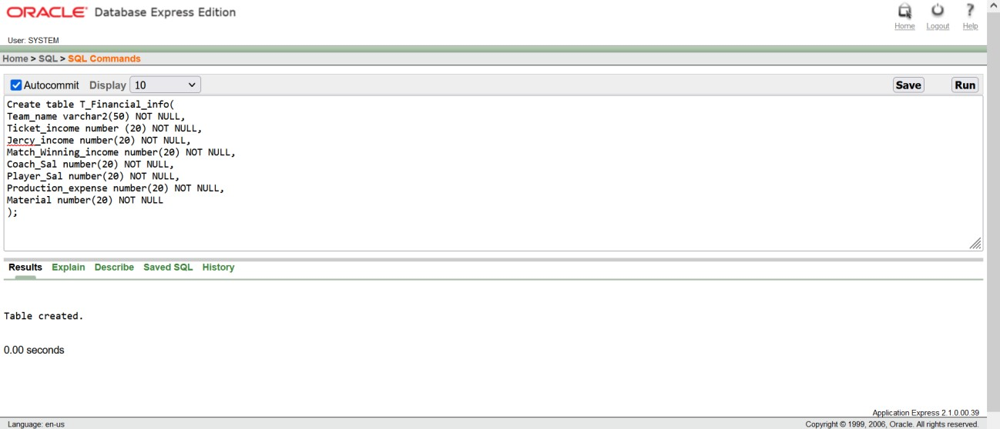 ORACLE® Database Express Edition
Home Logout Help
User: SYSTEM
Home > SQL > SQL Commands
Autocommit Display 10 Save Run
Create table T_Financial_info(
Team_name varchar2(50) NOT NULL,
Ticket_income number (20) NOT NULL,
Jercy_income number(20) NOT NULL,
Match_Winning_income number(20) NOT NULL,
Coach_Sal number(20) NOT NULL,
Player_Sal number(20) NOT NULL,
Production_expense number(20) NOT NULL,
Material number(20) NOT NULL
);
Results Explain Describe Saved SQL History
Table created.
0.00 seconds
Application Express 2.1.0.00.39
Language: en-us Copyright © 1999, 2006, Oracle. All rights reserved.